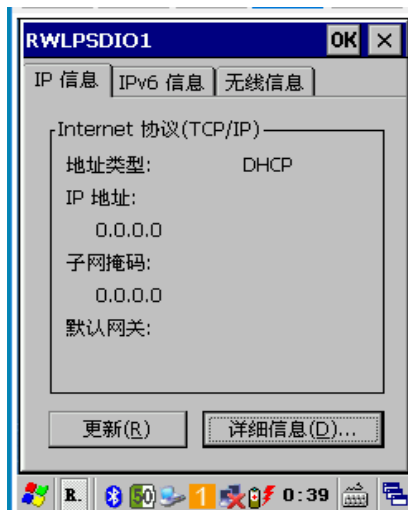 RWLPSDIO1 OK ×
IP 信息 IPv6 信息 无线信息
Internet 协议(TCP/IP)
地址类型: DHCP
IP 地址:
0.0.0.0
子网掩码:
0.0.0.0
默认网关:
更新(R) 详细信息(D)...
R. 50 1 0:39